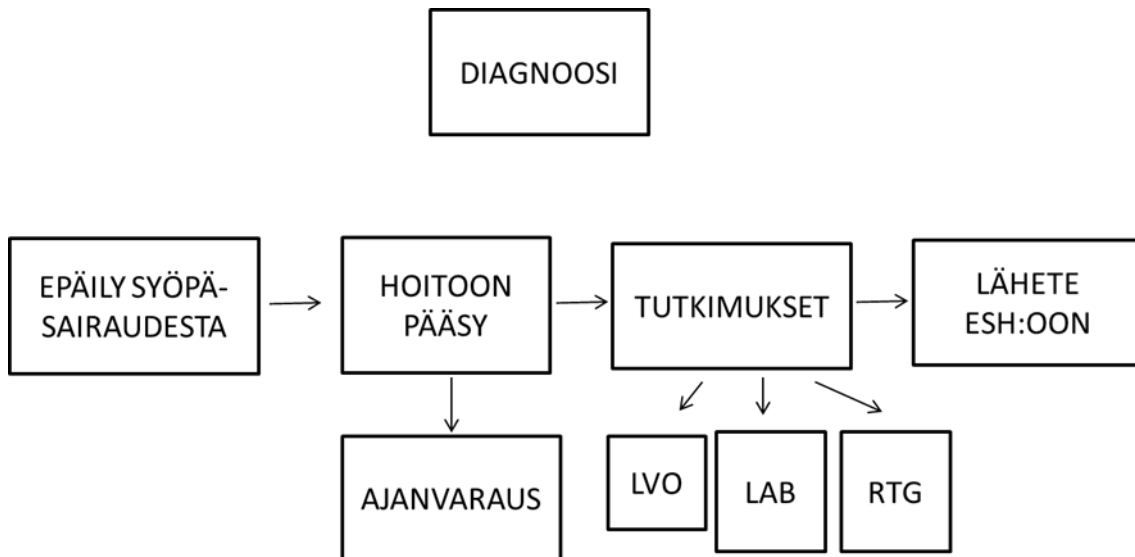 DIAGNOOSI
EPÄILY SYÖPÄ-
SAIRAUDESTA
HOITOON
PÄÄSY
TUTKIMUKSET
LÄHETE
ESH:OON
AJANVARAUS
LVO
LAB
RTG